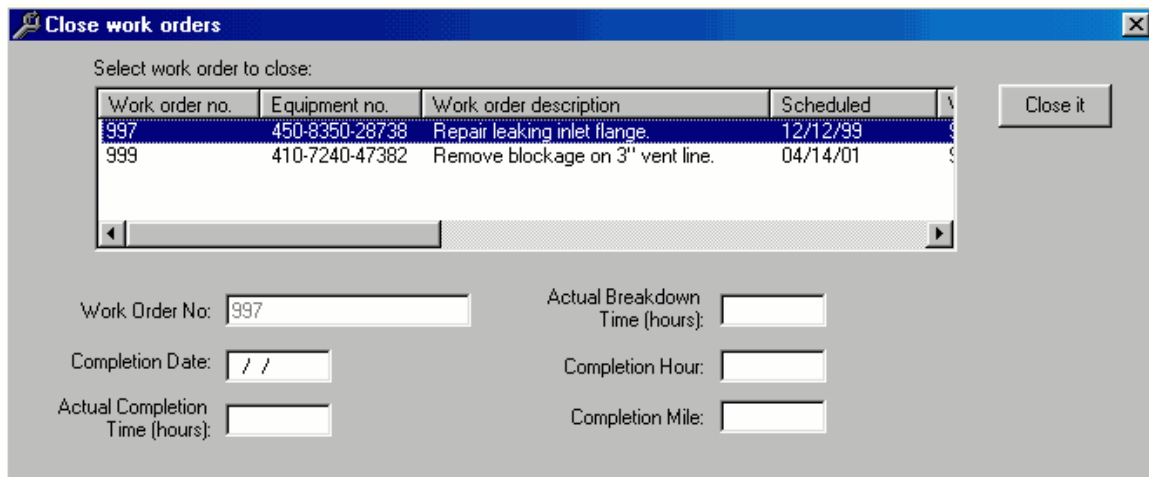 Close work orders
Select work order to close:
Work order no. Equipment no. Work order description Scheduled
997 450-8350-28738 Repair leaking inlet flange. 12/12/99
999 410-7240-47382 Remove blockage on 3" vent line. 04/14/01
Close it
Work Order No: 997
Actual Breakdown
Time (hours):
Completion Date: / /
Completion Hour:
Actual Completion
Time (hours):
Completion Mile: